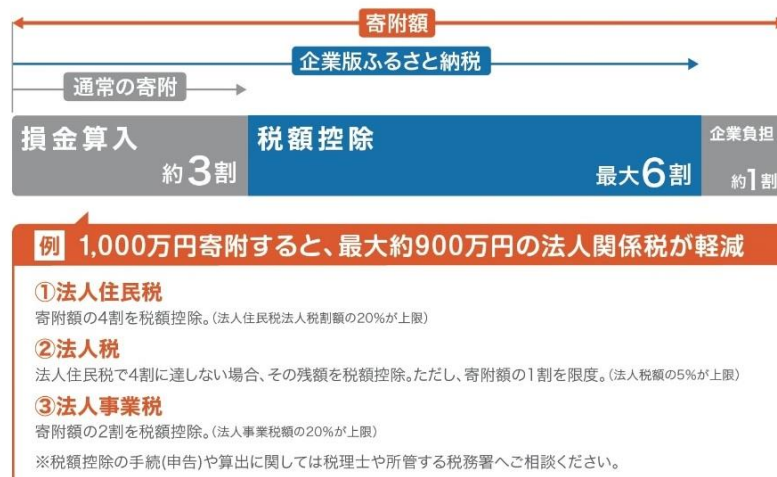 寄附額
企業版ふるさと納税
通常の寄附
損金算入
約3割
税額控除
最大6割
企業負担
約1割
例 1,000万円寄附すると、最大約900万円の法人関係税が軽減
①法人住民税
寄附額の4割を税額控除。(法人住民税法人税割額の20%が上限)
②法人税
法人住民税で4割に達しない場合、その残額を税額控除。ただし、寄附額の1割を限度。(法人税額の5%が上限)
③法人事業税
寄附額の2割を税額控除。(法人事業税額の20%が上限)
※税額控除の手続(申告)や算出に関しては税理士や所管する税務署へご相談ください。